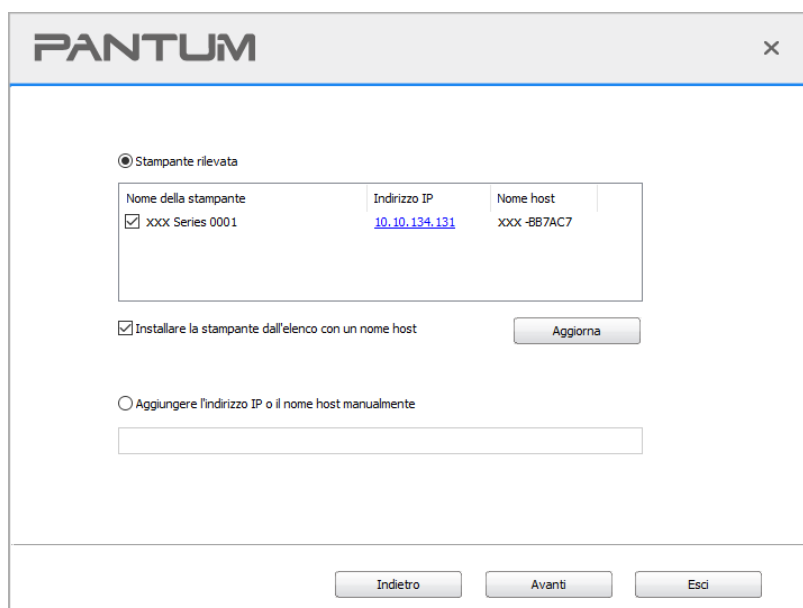 PANTUM
Stampante rilevata
Nome della stampante Indirizzo IP Nome host
XXX Series 0001 10.10.134.131 XXX -BB7AC7
Installare la stampante dall'elenco con un nome host Aggiorna
Aggiungere l'indirizzo IP o il nome host manualmente
Indietro Avanti Esci